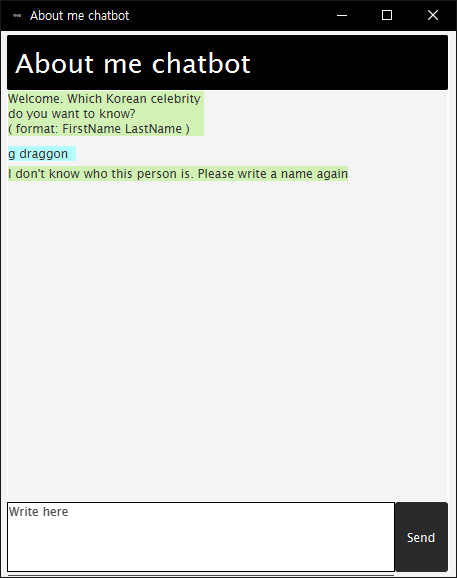 About me chatbot
About me chatbot
Welcome. Which Korean celebrity
do you want to know?
( format: FirstName LastName )
g draggon
I don't know who this person is. Please write a name again
Write here
Send